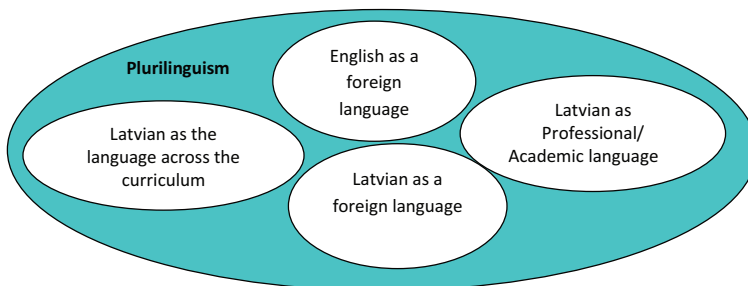 Plurilinguism
English as a
foreign
language
Latvian as the
language across the
curriculum
Latvian as
Professional/
Academic language
Latvian as a
foreign language